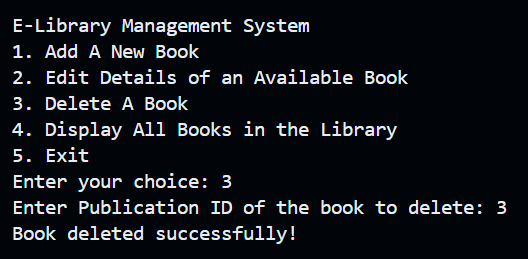 E-Library Management System
1. Add A New Book
2. Edit Details of an Available Book
3. Delete A Book
4. Display All Books in the Library
5. Exit
Enter your choice: 3
Enter Publication ID of the book to delete: 3
Book deleted successfully!